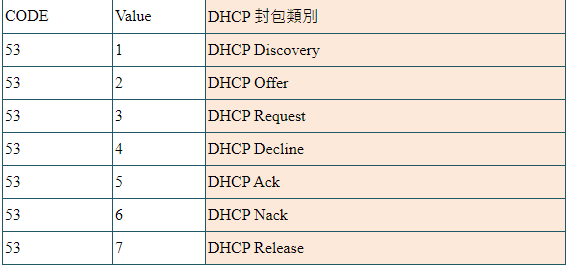 CODE Value DHCP 封包類別
53 1 DHCP Discovery
53 2 DHCP Offer
53 3 DHCP Request
53 4 DHCP Decline
53 5 DHCP Ack
53 6 DHCP Nack
53 7 DHCP Release